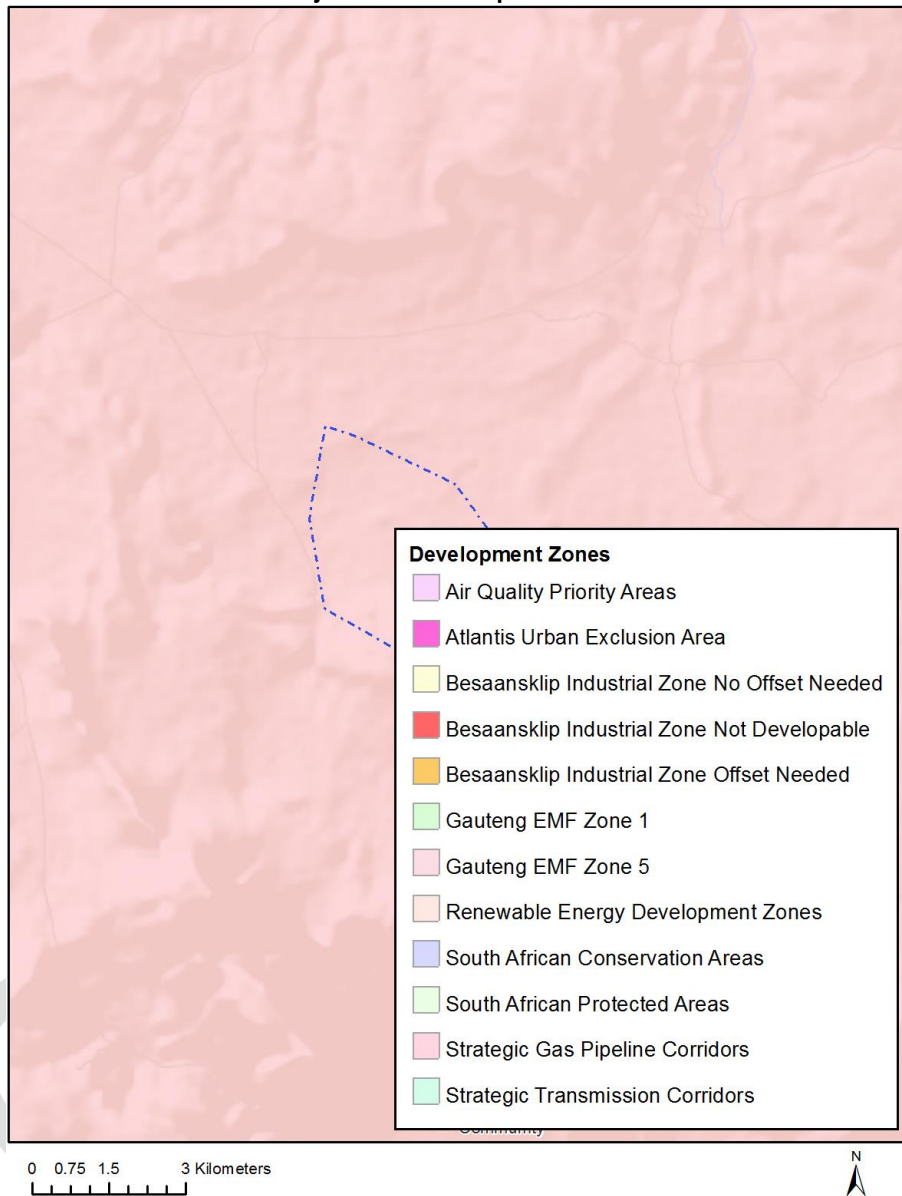 Development Zones
Air Quality Priority Areas
Atlantis Urban Exclusion Area
Besaansklip Industrial Zone No Offset Needed
Besaansklip Industrial Zone Not Developable
Besaansklip Industrial Zone Offset Needed
Gauteng EMF Zone 1
Gauteng EMF Zone 5
Renewable Energy Development Zones
South African Conservation Areas
South African Protected Areas
Strategic Gas Pipeline Corridors
Strategic Transmission Corridors
Community
0 0.75 1.5 3 Kilometers
N